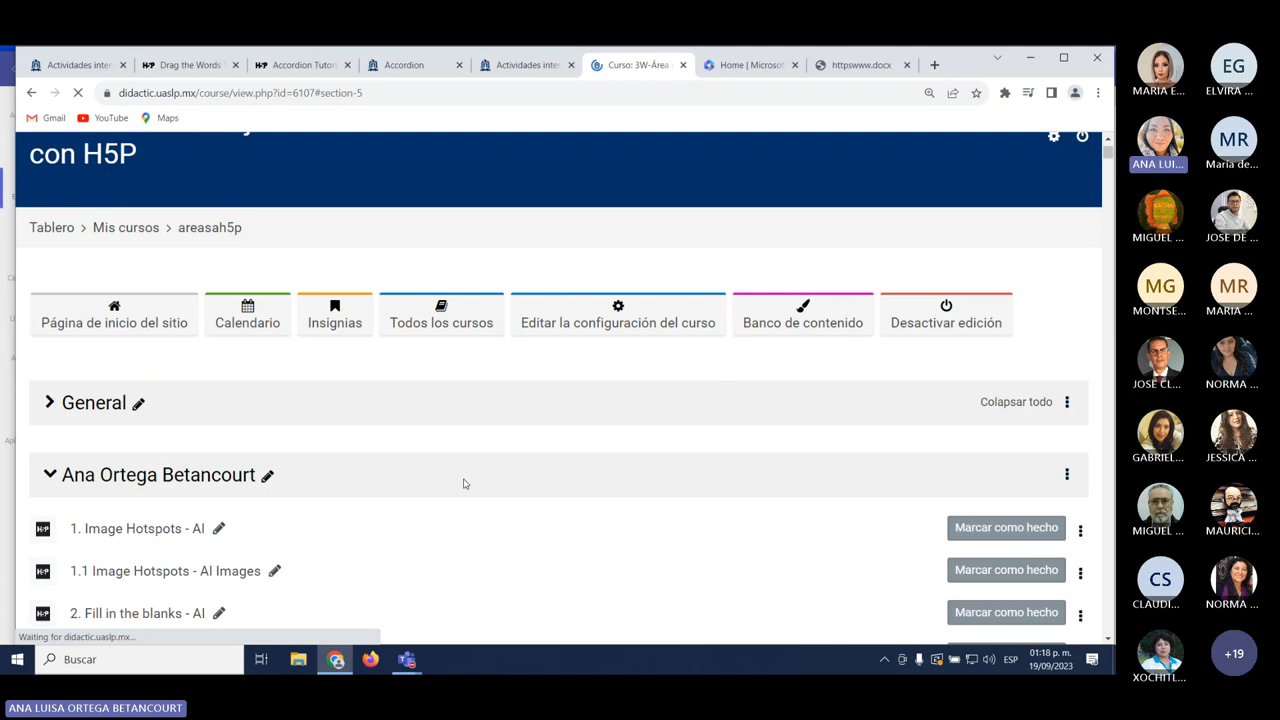 Actividades inter
H5P Drag the Words
H5P Accordion Tutori
Accordion
Actividades inter
Curso: 3W-Área
Home | Microsof
httpswww.docx
didactic.uaslp.mx/course/view.php?id=6107#section-5
Gmail YouTube Maps
con H5P
Tablero > Mis cursos > areasah5p
Página de inicio del sitio
Calendario
Insignias
Todos los cursos
Editar la configuración del curso
Banco de contenido
Desactivar edición
General
Colapsar todo
Ana Ortega Betancourt
H-P 1. Image Hotspots - AI Marcar como hecho
H-P 1.1 Image Hotspots - AI Images Marcar como hecho
H-P 2. Fill in the blanks - AI Marcar como hecho
Waiting for didactic.uaslp.mx...
Buscar
ESP
01:18 p. m.
19/09/2023
ANA LUISA ORTEGA BETANCOURT
MARIA E...
EG
ELVIRA ...
ANA LUI...
MR
María de...
MIGUEL ...
JOSE DE ...
MG
MONTSE...
MR
MARIA ...
JOSE CL...
NORMA ...
GABRIEL...
JESSICA ...
MIGUEL ...
MAURICI...
CS
CLAUDI...
NORMA ...
XOCHITL...
+19